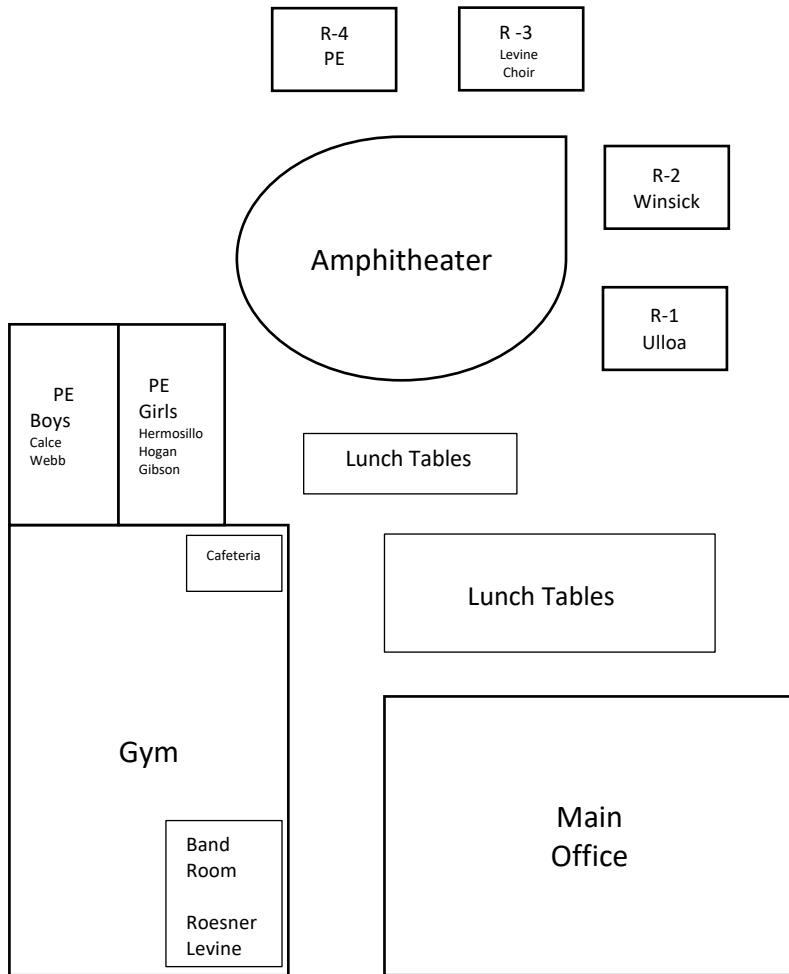 R-4
PE
R -3
Levine
Choir
R-2
Winsick
Amphitheater
R-1
Ulloa
PE
Boys
Calce
Webb
PE
Girls
Hermosillo
Hogan
Gibson
Lunch Tables
Cafeteria
Lunch Tables
Gym
Band
Room
Roesner
Levine
Main
Office